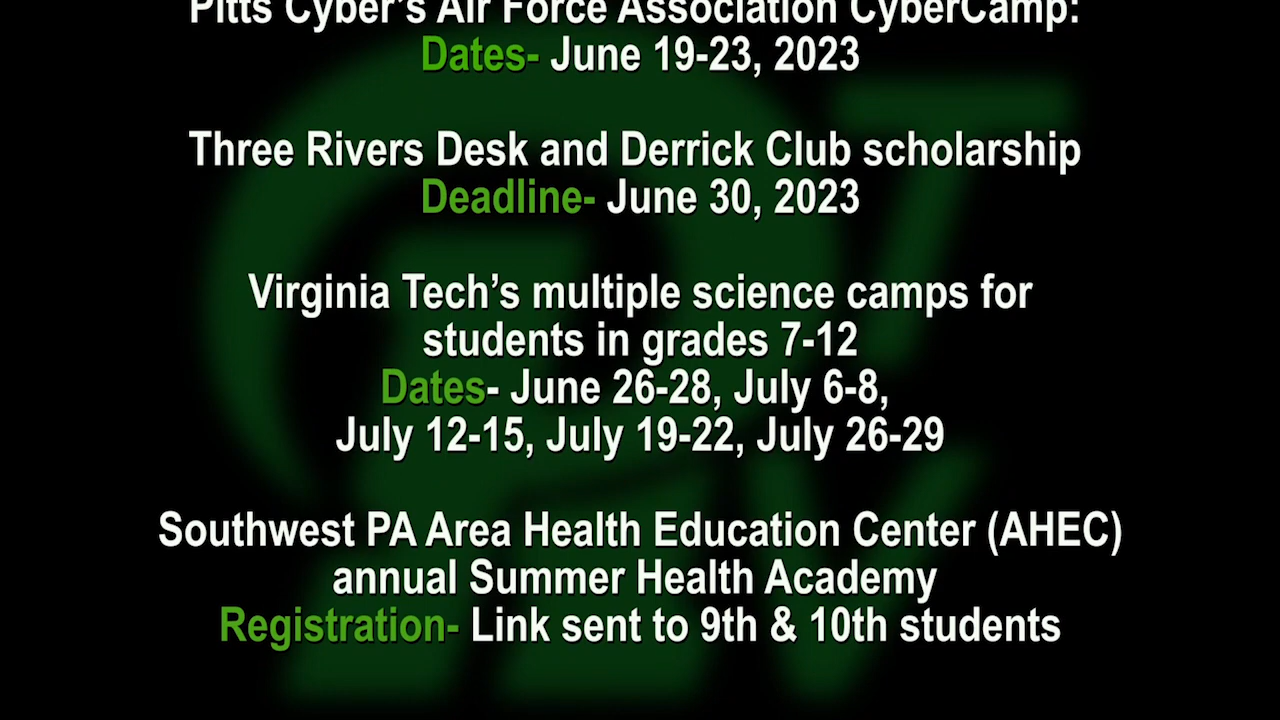 Pitts Cyber's Air Force Association CyberCamp:
Dates- June 19-23, 2023
Three Rivers Desk and Derrick Club scholarship
Deadline- June 30, 2023
Virginia Tech's multiple science camps for
students in grades 7-12
Dates- June 26-28, July 6-8,
July 12-15, July 19-22, July 26-29
Southwest PA Area Health Education Center (AHEC)
annual Summer Health Academy
Registration- Link sent to 9th & 10th students